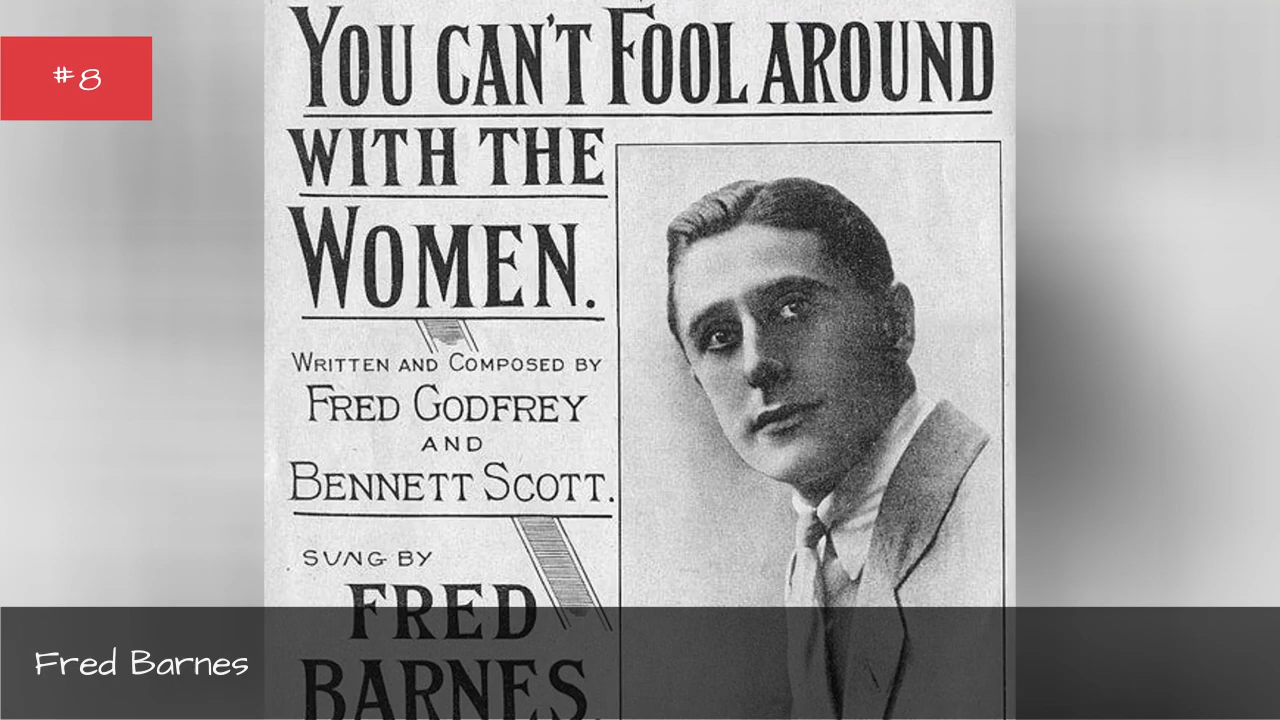 #8
YOU CAN'T FOOL AROUND
WITH THE
WOMEN.
WRITTEN AND COMPOSED BY
FRED GODFREY
AND
BENNETT SCOTT.
SUNG BY
FRED
BARNES.
Fred Barnes